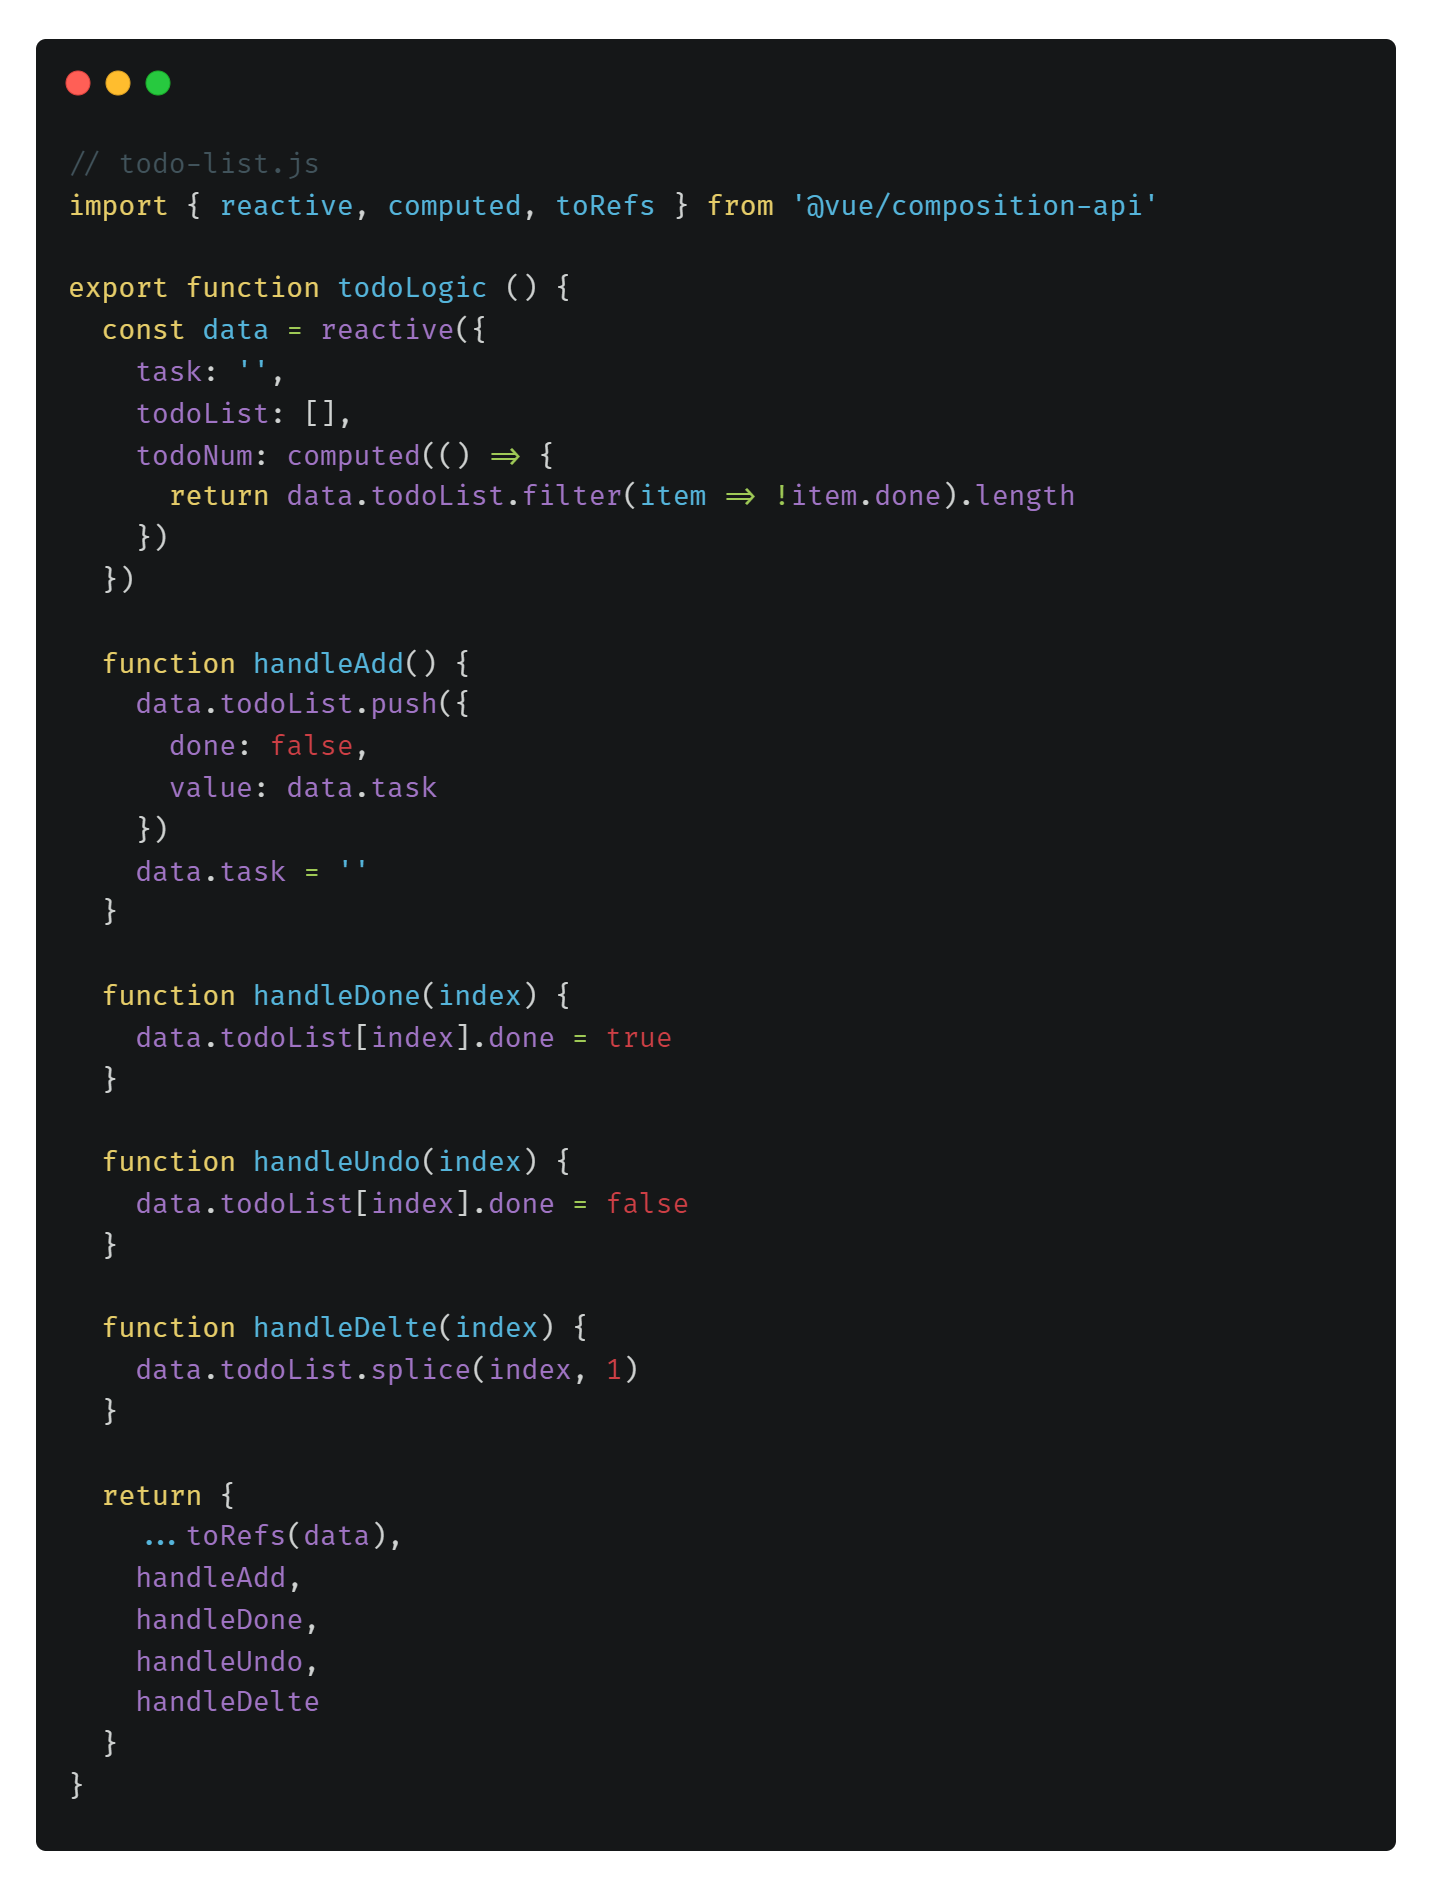 // todo-list.js
import { reactive, computed, toRefs } from '@vue/composition-api'

export function todoLogic () {
  const data = reactive({
    task: '',
    todoList: [],
    todoNum: computed(() => {
      return data.todoList.filter(item => !item.done).length
    })
  })

  function handleAdd() {
    data.todoList.push({
      done: false,
      value: data.task
    })
    data.task = ''
  }

  function handleDone(index) {
    data.todoList[index].done = true
  }

  function handleUndo(index) {
    data.todoList[index].done = false
  }

  function handleDelte(index) {
    data.todoList.splice(index, 1)
  }

  return {
    ...toRefs(data),
    handleAdd,
    handleDone,
    handleUndo,
    handleDelte
  }
}